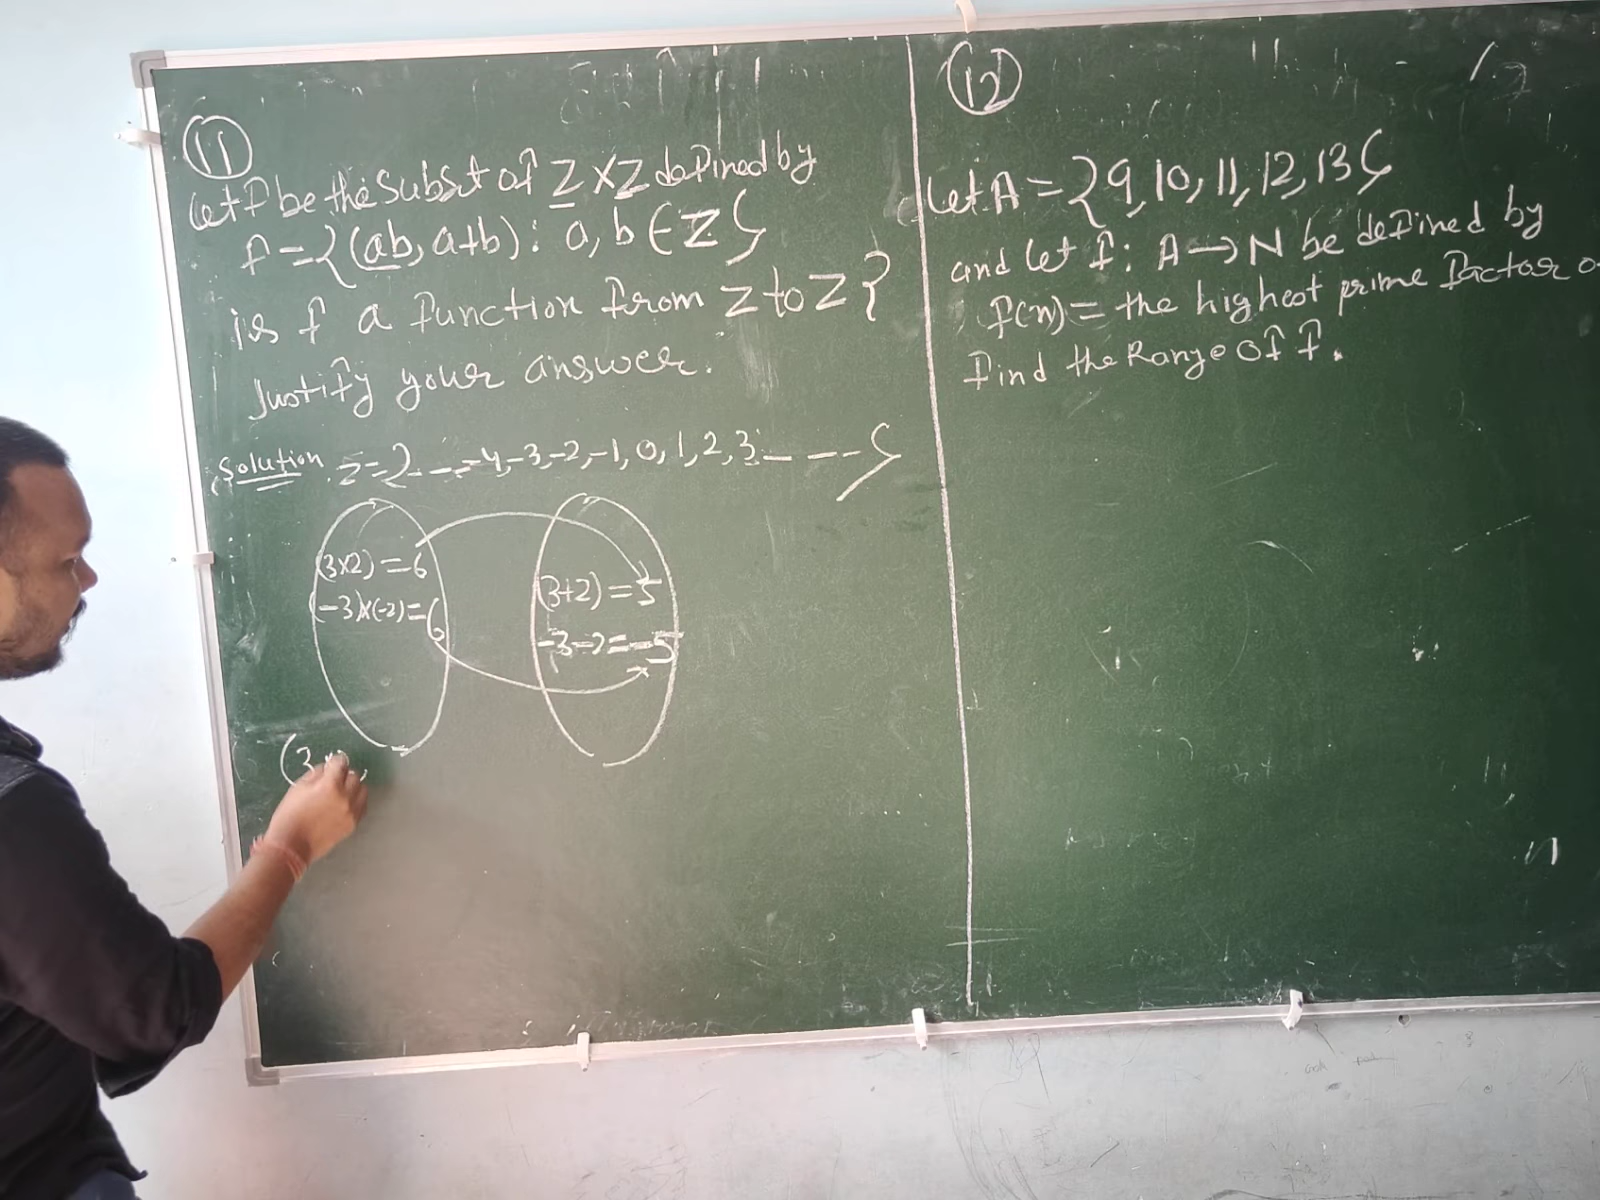 11
Let f be the Subset of Z×Z defined by
f = {(ab, a+b) : a, b ∈ Z}
is f a function from Z to Z?
Justify your answer.
Solution. Z = {---, -4, -3, -2, -1, 0, 1, 2, 3, ----}
(3×2) = 6
(-3)×(-2) = 6
(3+2) = 5
-3-2 = -5
(3
12
Let A = {9, 10, 11, 12, 13}
and let f: A → N be defined by
f(n) = the highest prime factor o
find the Range of f.
n